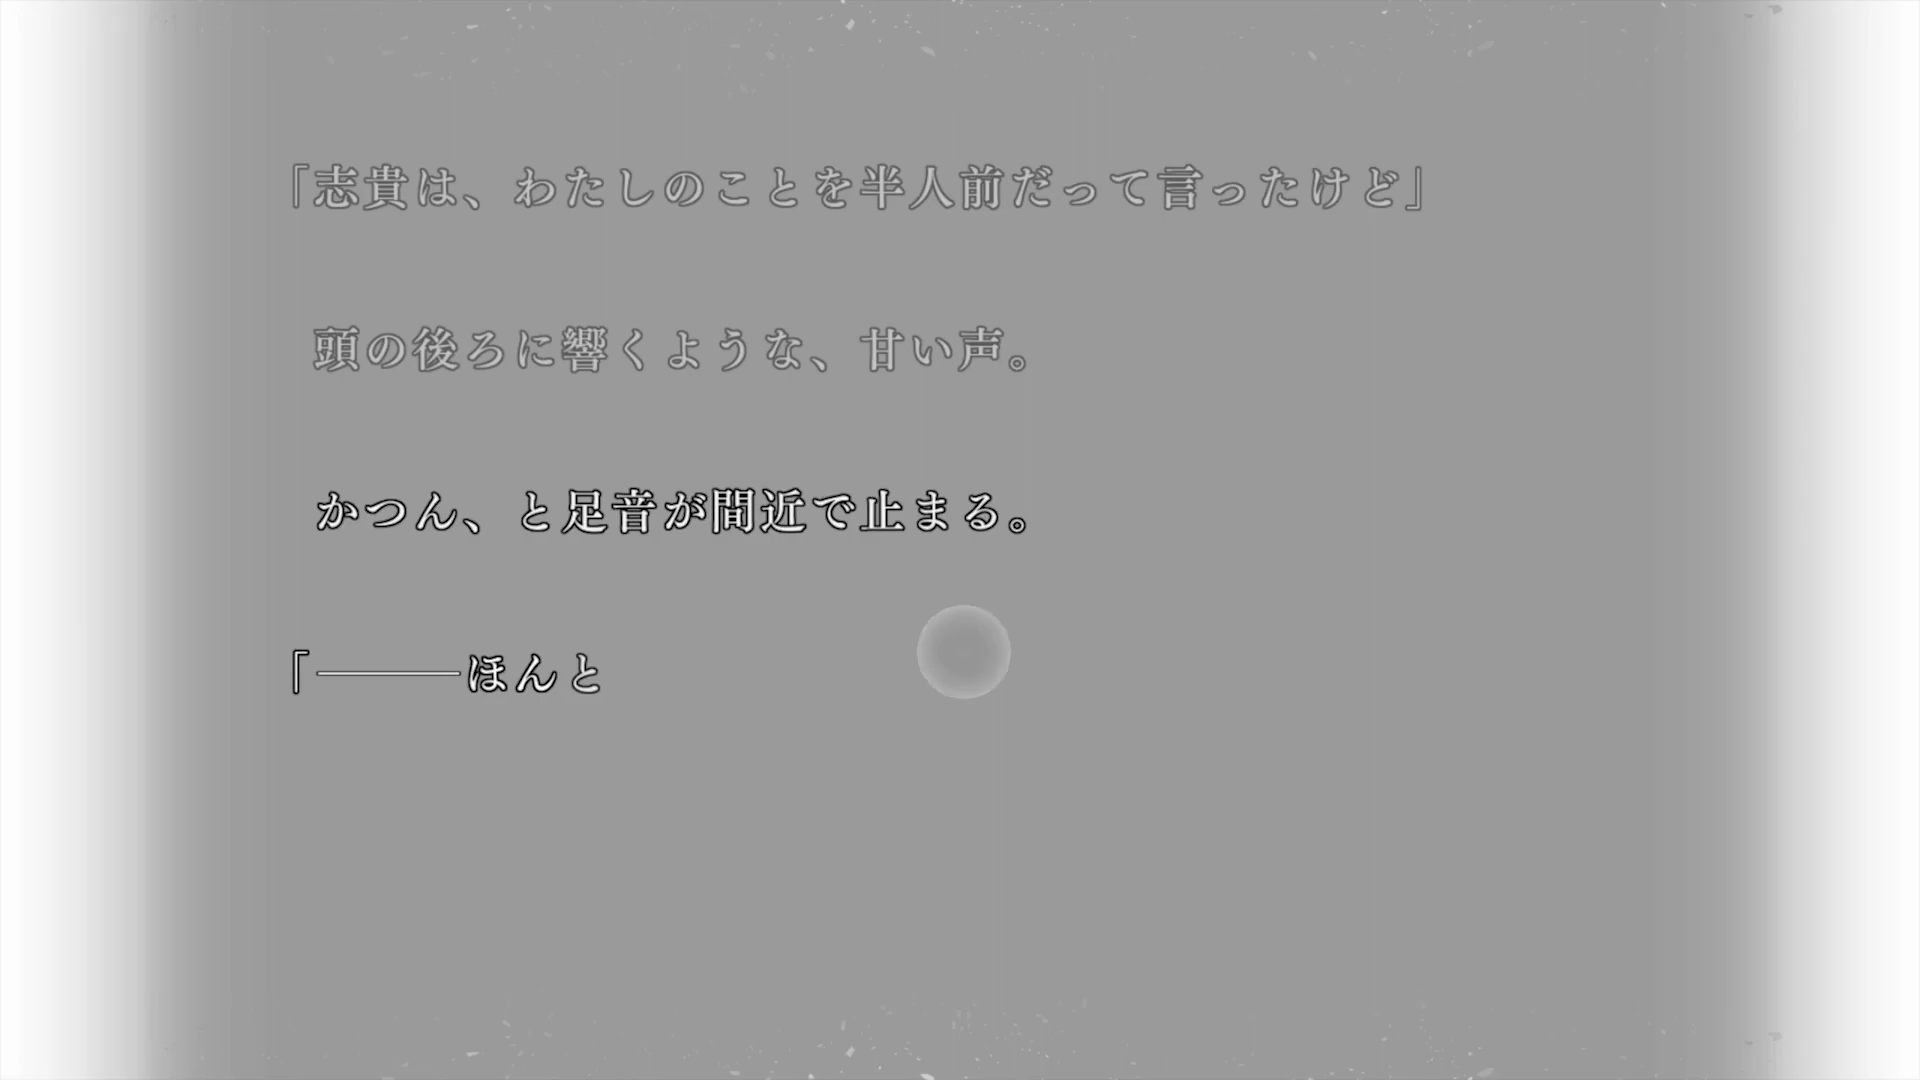 「志貴は、わたしのことを半人前だって言ったけど」
頭の後ろに響くような、甘い声。
かつん、と足音が間近で止まる。
「―――ほんと